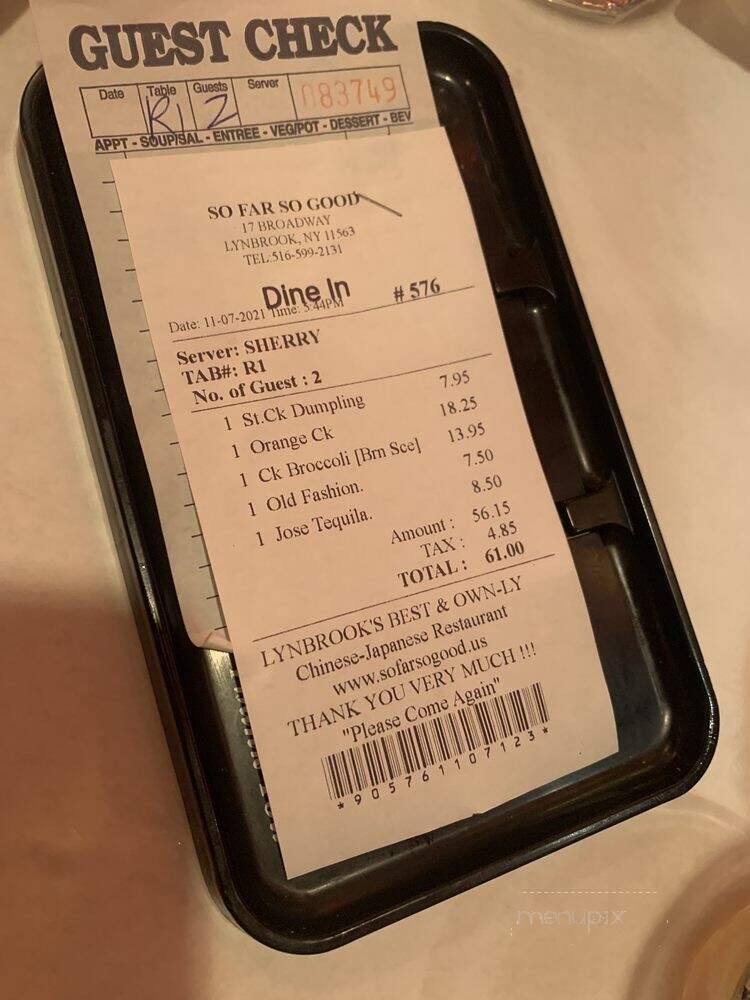 GUEST CHECK
Date Table Guests Server 083749
R1 2
APPT - SOUP/SAL - ENTREE - VEG/POT - DESSERT - BEV
SO FAR SO GOOD
17 BROADWAY
LYNBROOK, NY 11563
TEL:516-599-2131
Dine In # 576
Date: 11-07-2021 Time: 5:44PM
Server: SHERRY
TAB#: R1
No. of Guest : 2
1 St.Ck Dumpling 7.95
1 Orange Ck 18.25
1 Ck Broccoli [Brn Sce] 13.95
1 Old Fashion. 7.50
1 Jose Tequila. 8.50
Amount : 56.15
TAX : 4.85
TOTAL : 61.00
LYNBROOK'S BEST & OWN-LY
Chinese-Japanese Restaurant
www.sofarsogood.us
THANK YOU VERY MUCH !!!
"Please Come Again"
*905761107123*
menupix